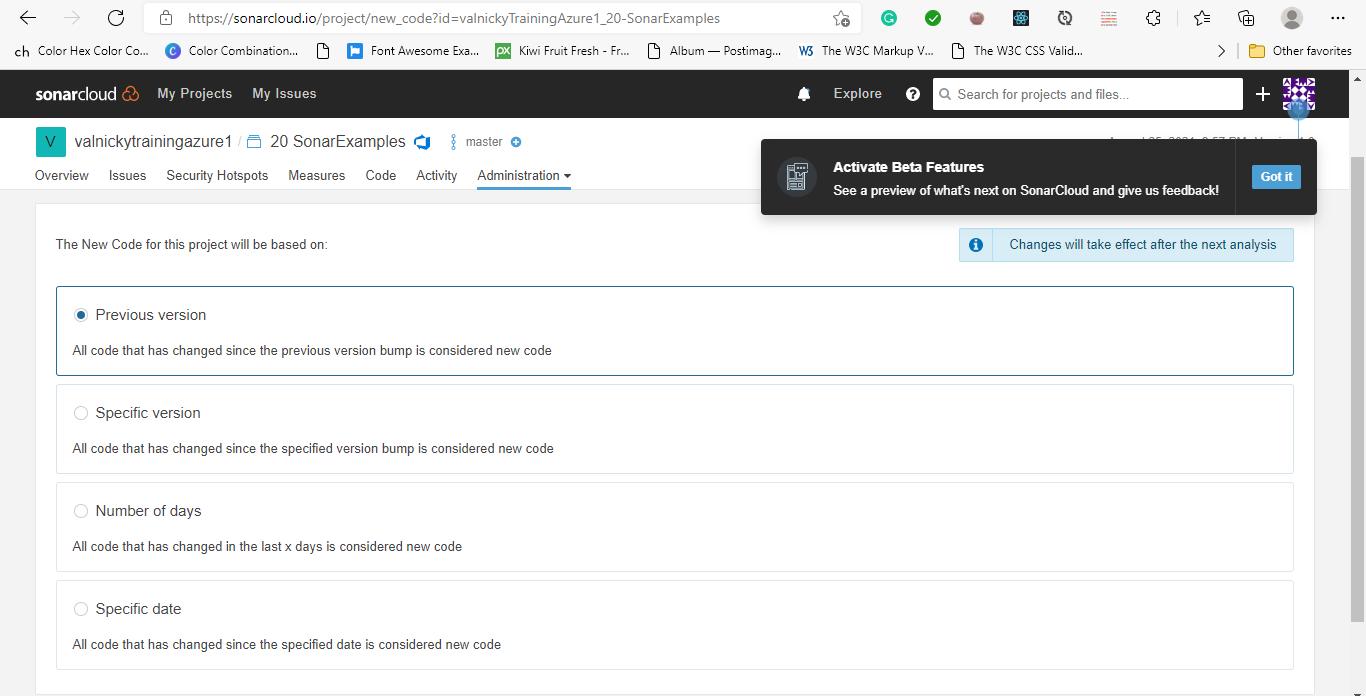 https://sonarcloud.io/project/new_code?id=valnickyTrainingAzure1_20-SonarExamples
ch Color Hex Color Co... C Color Combination... Font Awesome Exa... px Kiwi Fruit Fresh - Fr... Album — Postimag... W3 The W3C Markup V... The W3C CSS Valid... Other favorites
sonarcloud My Projects My Issues Explore Search for projects and files...
V valnickytrainingazure1 / 20 SonarExamples master
Overview Issues Security Hotspots Measures Code Activity Administration
Activate Beta Features
See a preview of what's next on SonarCloud and give us feedback!
Got it
The New Code for this project will be based on:
Changes will take effect after the next analysis
Previous version
All code that has changed since the previous version bump is considered new code
Specific version
All code that has changed since the specified version bump is considered new code
Number of days
All code that has changed in the last x days is considered new code
Specific date
All code that has changed since the specified date is considered new code